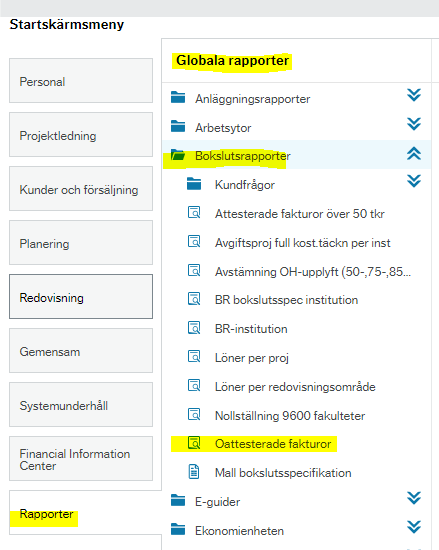 Startskärmsmeny
Personal
Projektledning
Kunder och försäljning
Planering
Redovisning
Gemensam
Systemunderhåll
Financial Information
Center
Rapporter
Globala rapporter
Anläggningsrapporter
Arbetsytor
Bokslutsrapporter
Kundfrågor
Attesterade fakturor över 50 tkr
Avgiftsproj full kost.täckn per inst
Avstämning OH-uplyft (50-,75-,85...
BR bokslutsspec institution
BR-institution
Löner per proj
Löner per redovisningsområde
Nollställning 9600 fakulteter
Oattesterade fakturor
Mall bokslutsspecifikation
E-guider
Ekonomienheten